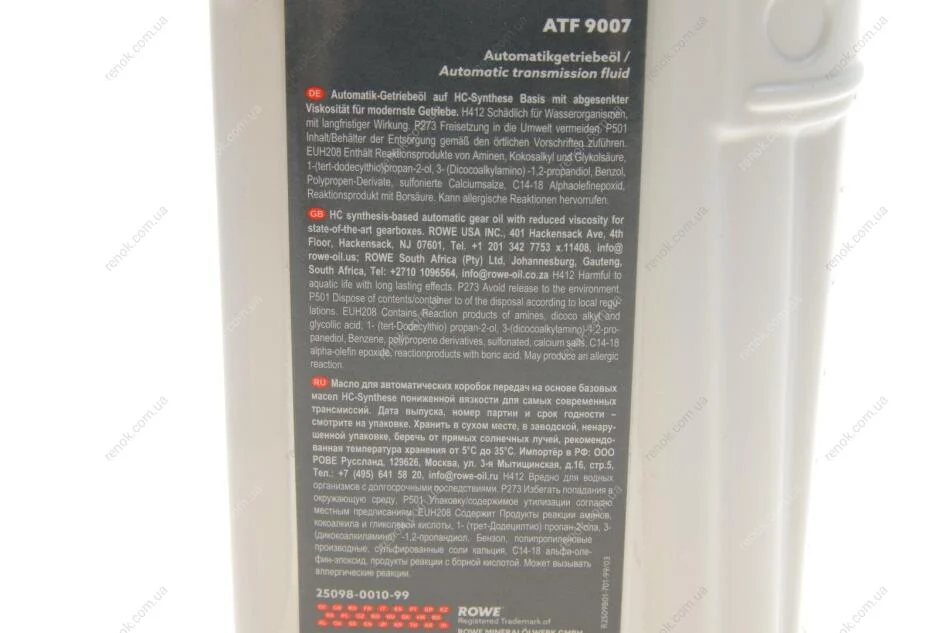 ATF 9007
Automatikgetriebeöl /
Automatic transmission fluid
DE Automatik-Getriebeöl auf HC-Synthese Basis mit abgesenkter
Viskosität für modernste Getriebe. H412 Schädlich für Wasserorganismen,
mit langfristiger Wirkung. P273 Freisetzung in die Umwelt vermeiden. P501
Inhalt/Behälter der Entsorgung gemäß den örtlichen Vorschriften zuführen.
EUH208 Enthält Reaktionsprodukte von Aminen, Kokosalkyl und Glykolsäure,
1-(tert-dodecylthio)propan-2-ol, 3- (Dicocoalkylamino) -1,2-propandiol, Benzol,
Polypropen-Derivate, sulfonierte Calciumsalze, C14-18 Alphaolefinepoxid,
Reaktionsprodukt mit Borsäure. Kann allergische Reaktionen hervorrufen.
GB HC synthesis-based automatic gear oil with reduced viscosity for
state-of-the-art gearboxes. ROWE USA INC., 401 Hackensack Ave, 4th
Floor, Hackensack, NJ 07601, Tel. +1 201 342 7753 x.11408, info@
rowe-oil.us; ROWE South Africa (Pty) Ltd, Johannesburg, Gauteng,
South Africa, Tel: +2710 1096564, info@rowe-oil.co.za H412 Harmful to
aquatic life with long lasting effects. P273 Avoid release to the environment.
P501 Dispose of contents/container to of the disposal according to local regu-
lations. EUH208 Contains Reaction products of amines, dicoco alkyl and
glycollic acid, 1- (tert-Dodecylthio) propan-2-ol, 3-(dicocoalkylamino)-1,2-pro-
panediol, Benzene, polypropene derivatives, sulfonated, calcium salts, C14-18
alpha-olefin epoxide, reactionproducts with boric acid. May produce an allergic
reaction.
RU Масло для автоматических коробок передач на основе базовых
масел HC-Synthese пониженной вязкости для самых современных
трансмиссий. Дата выпуска, номер партии и срок годности –
смотрите на упаковке. Хранить в сухом месте, в заводской, ненару-
шенной упаковке, беречь от прямых солнечных лучей, рекомендо-
ванная температура хранения от 5°C до 35°C. Импортёр в РФ: ООО
РОВЕ Руссланд, 129626, Москва, ул. 3-я Мытищинская, д.16, стр.5,
Тел.: +7 (495) 641 58 20, info@rowe-oil.ru H412 Вредно для водных
организмов с долгосрочными последствиями. P273 Избегать попадания в
окружающую среду. P501 Упаковку/содержимое утилизации согласно
местным предписаниям. EUH208 Содержит Продукты реакции аминов,
кокоалкила и гликолевой кислоты, 1- (трет-Додецилтио) пропан-2-ола, 3-
(дикокоалкиламино) -1,2-пропандиол, Бензол, полипропиленовые
производные, сульфированные соли кальция, C14-18 альфа-оле-
фин-эпоксид, продукты реакции с борной кислотой. Может вызывать
аллергические реакции.
25098-0010-99
ROWE
Registered Trademark of
ROWE MINERALÖLWERK GMBH
renok.com.ua